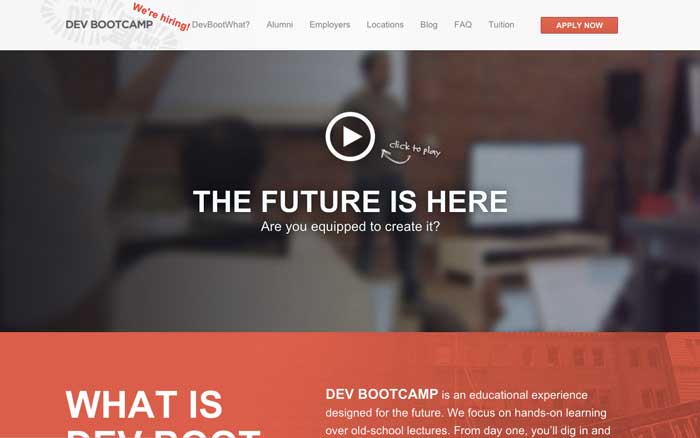 We're hiring!
DEV BOOTCAMP DevBootWhat? Alumni Employers Locations Blog FAQ Tuition APPLY NOW
click to play
THE FUTURE IS HERE
Are you equipped to create it?
WHAT IS
DEV BOOT
DEV BOOTCAMP is an educational experience
designed for the future. We focus on hands-on learning
over old-school lectures. From day one, you'll dig in and